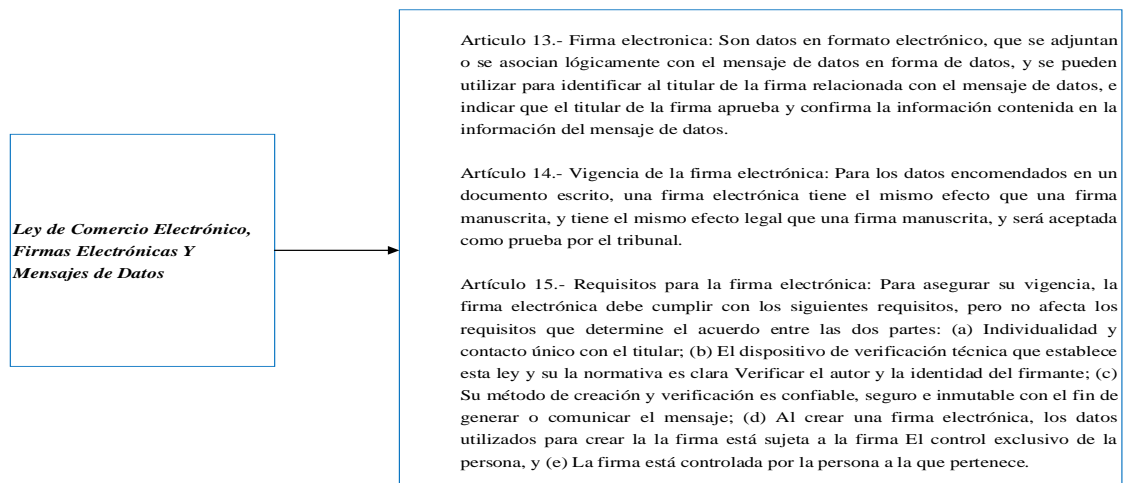 Ley de Comercio Electrónico,
Firmas Electrónicas Y
Mensajes de Datos
Articulo 13.- Firma electronica: Son datos en formato electrónico, que se adjuntan
o se asocian lógicamente con el mensaje de datos en forma de datos, y se pueden
utilizar para identificar al titular de la firma relacionada con el mensaje de datos, e
indicar que el titular de la firma aprueba y confirma la información contenida en la
información del mensaje de datos.
Artículo 14.- Vigencia de la firma electrónica: Para los datos encomendados en un
documento escrito, una firma electrónica tiene el mismo efecto que una firma
manuscrita, y tiene el mismo efecto legal que una firma manuscrita, y será aceptada
como prueba por el tribunal.
Artículo 15.- Requisitos para la firma electrónica: Para asegurar su vigencia, la
firma electrónica debe cumplir con los siguientes requisitos, pero no afecta los
requisitos que determine el acuerdo entre las dos partes: (a) Individualidad y
contacto único con el titular; (b) El dispositivo de verificación técnica que establece
esta ley y su la normativa es clara Verificar el autor y la identidad del firmante; (c)
Su método de creación y verificación es confiable, seguro e inmutable con el fin de
generar o comunicar el mensaje; (d) Al crear una firma electrónica, los datos
utilizados para crear la la firma está sujeta a la firma El control exclusivo de la
persona, y (e) La firma está controlada por la persona a la que pertenece.